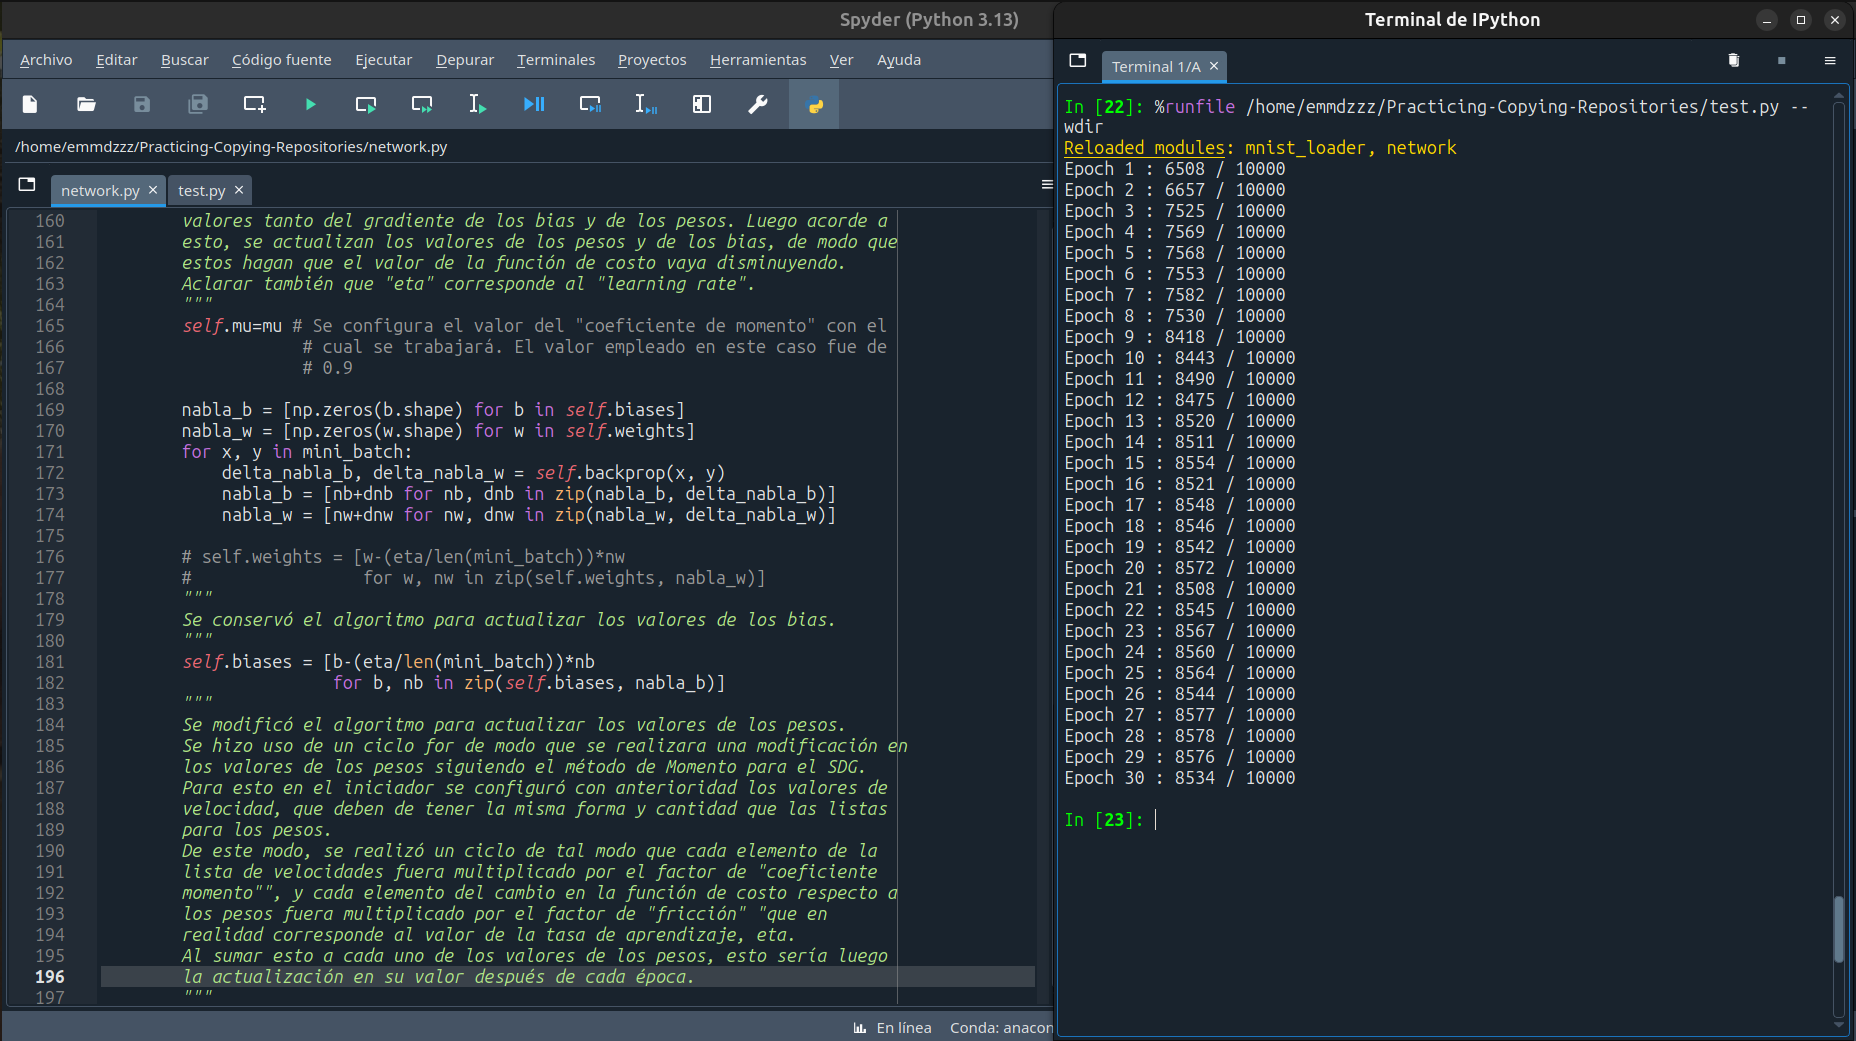 Spyder (Python 3.13)
Archivo Editar Buscar Código fuente Ejecutar Depurar Terminales Proyectos Herramientas Ver Ayuda
/home/emmdzzz/Practicing-Copying-Repositories/network.py
network.py test.py
160 valores tanto del gradiente de los bias y de los pesos. Luego acorde a
161 esto, se actualizan los valores de los pesos y de los bias, de modo que
162 estos hagan que el valor de la función de costo vaya disminuyendo.
163 Aclarar también que "eta" corresponde al "learning rate".
164 """
165 self.mu=mu # Se configura el valor del "coeficiente de momento" con el
166 # cual se trabajará. El valor empleado en este caso fue de
167 # 0.9
168
169 nabla_b = [np.zeros(b.shape) for b in self.biases]
170 nabla_w = [np.zeros(w.shape) for w in self.weights]
171 for x, y in mini_batch:
172 delta_nabla_b, delta_nabla_w = self.backprop(x, y)
173 nabla_b = [nb+dnb for nb, dnb in zip(nabla_b, delta_nabla_b)]
174 nabla_w = [nw+dnw for nw, dnw in zip(nabla_w, delta_nabla_w)]
175
176 # self.weights = [w-(eta/len(mini_batch))*nw
177 # for w, nw in zip(self.weights, nabla_w)]
178 """
179 Se conservó el algoritmo para actualizar los valores de los bias.
180 """
181 self.biases = [b-(eta/len(mini_batch))*nb
182 for b, nb in zip(self.biases, nabla_b)]
183 """
184 Se modificó el algoritmo para actualizar los valores de los pesos.
185 Se hizo uso de un ciclo for de modo que se realizara una modificación en
186 los valores de los pesos siguiendo el método de Momento para el SDG.
187 Para esto en el iniciador se configuró con anterioridad los valores de
188 velocidad, que deben de tener la misma forma y cantidad que las listas
189 para los pesos.
190 De este modo, se realizó un ciclo de tal modo que cada elemento de la
191 lista de velocidades fuera multiplicado por el factor de "coeficiente
192 momento"", y cada elemento del cambio en la función de costo respecto a
193 los pesos fuera multiplicado por el factor de "fricción" "que en
194 realidad corresponde al valor de la tasa de aprendizaje, eta.
195 Al sumar esto a cada uno de los valores de los pesos, esto sería luego
196 la actualización en su valor después de cada época.
197 """
En línea Conda: anacon
Terminal de IPython
Terminal 1/A
In [22]: %runfile /home/emmdzzz/Practicing-Copying-Repositories/test.py --
wdir
Reloaded modules: mnist_loader, network
Epoch 1 : 6508 / 10000
Epoch 2 : 6657 / 10000
Epoch 3 : 7525 / 10000
Epoch 4 : 7569 / 10000
Epoch 5 : 7568 / 10000
Epoch 6 : 7553 / 10000
Epoch 7 : 7582 / 10000
Epoch 8 : 7530 / 10000
Epoch 9 : 8418 / 10000
Epoch 10 : 8443 / 10000
Epoch 11 : 8490 / 10000
Epoch 12 : 8475 / 10000
Epoch 13 : 8520 / 10000
Epoch 14 : 8511 / 10000
Epoch 15 : 8554 / 10000
Epoch 16 : 8521 / 10000
Epoch 17 : 8548 / 10000
Epoch 18 : 8546 / 10000
Epoch 19 : 8542 / 10000
Epoch 20 : 8572 / 10000
Epoch 21 : 8508 / 10000
Epoch 22 : 8545 / 10000
Epoch 23 : 8567 / 10000
Epoch 24 : 8560 / 10000
Epoch 25 : 8564 / 10000
Epoch 26 : 8544 / 10000
Epoch 27 : 8577 / 10000
Epoch 28 : 8578 / 10000
Epoch 29 : 8576 / 10000
Epoch 30 : 8534 / 10000
In [23]: